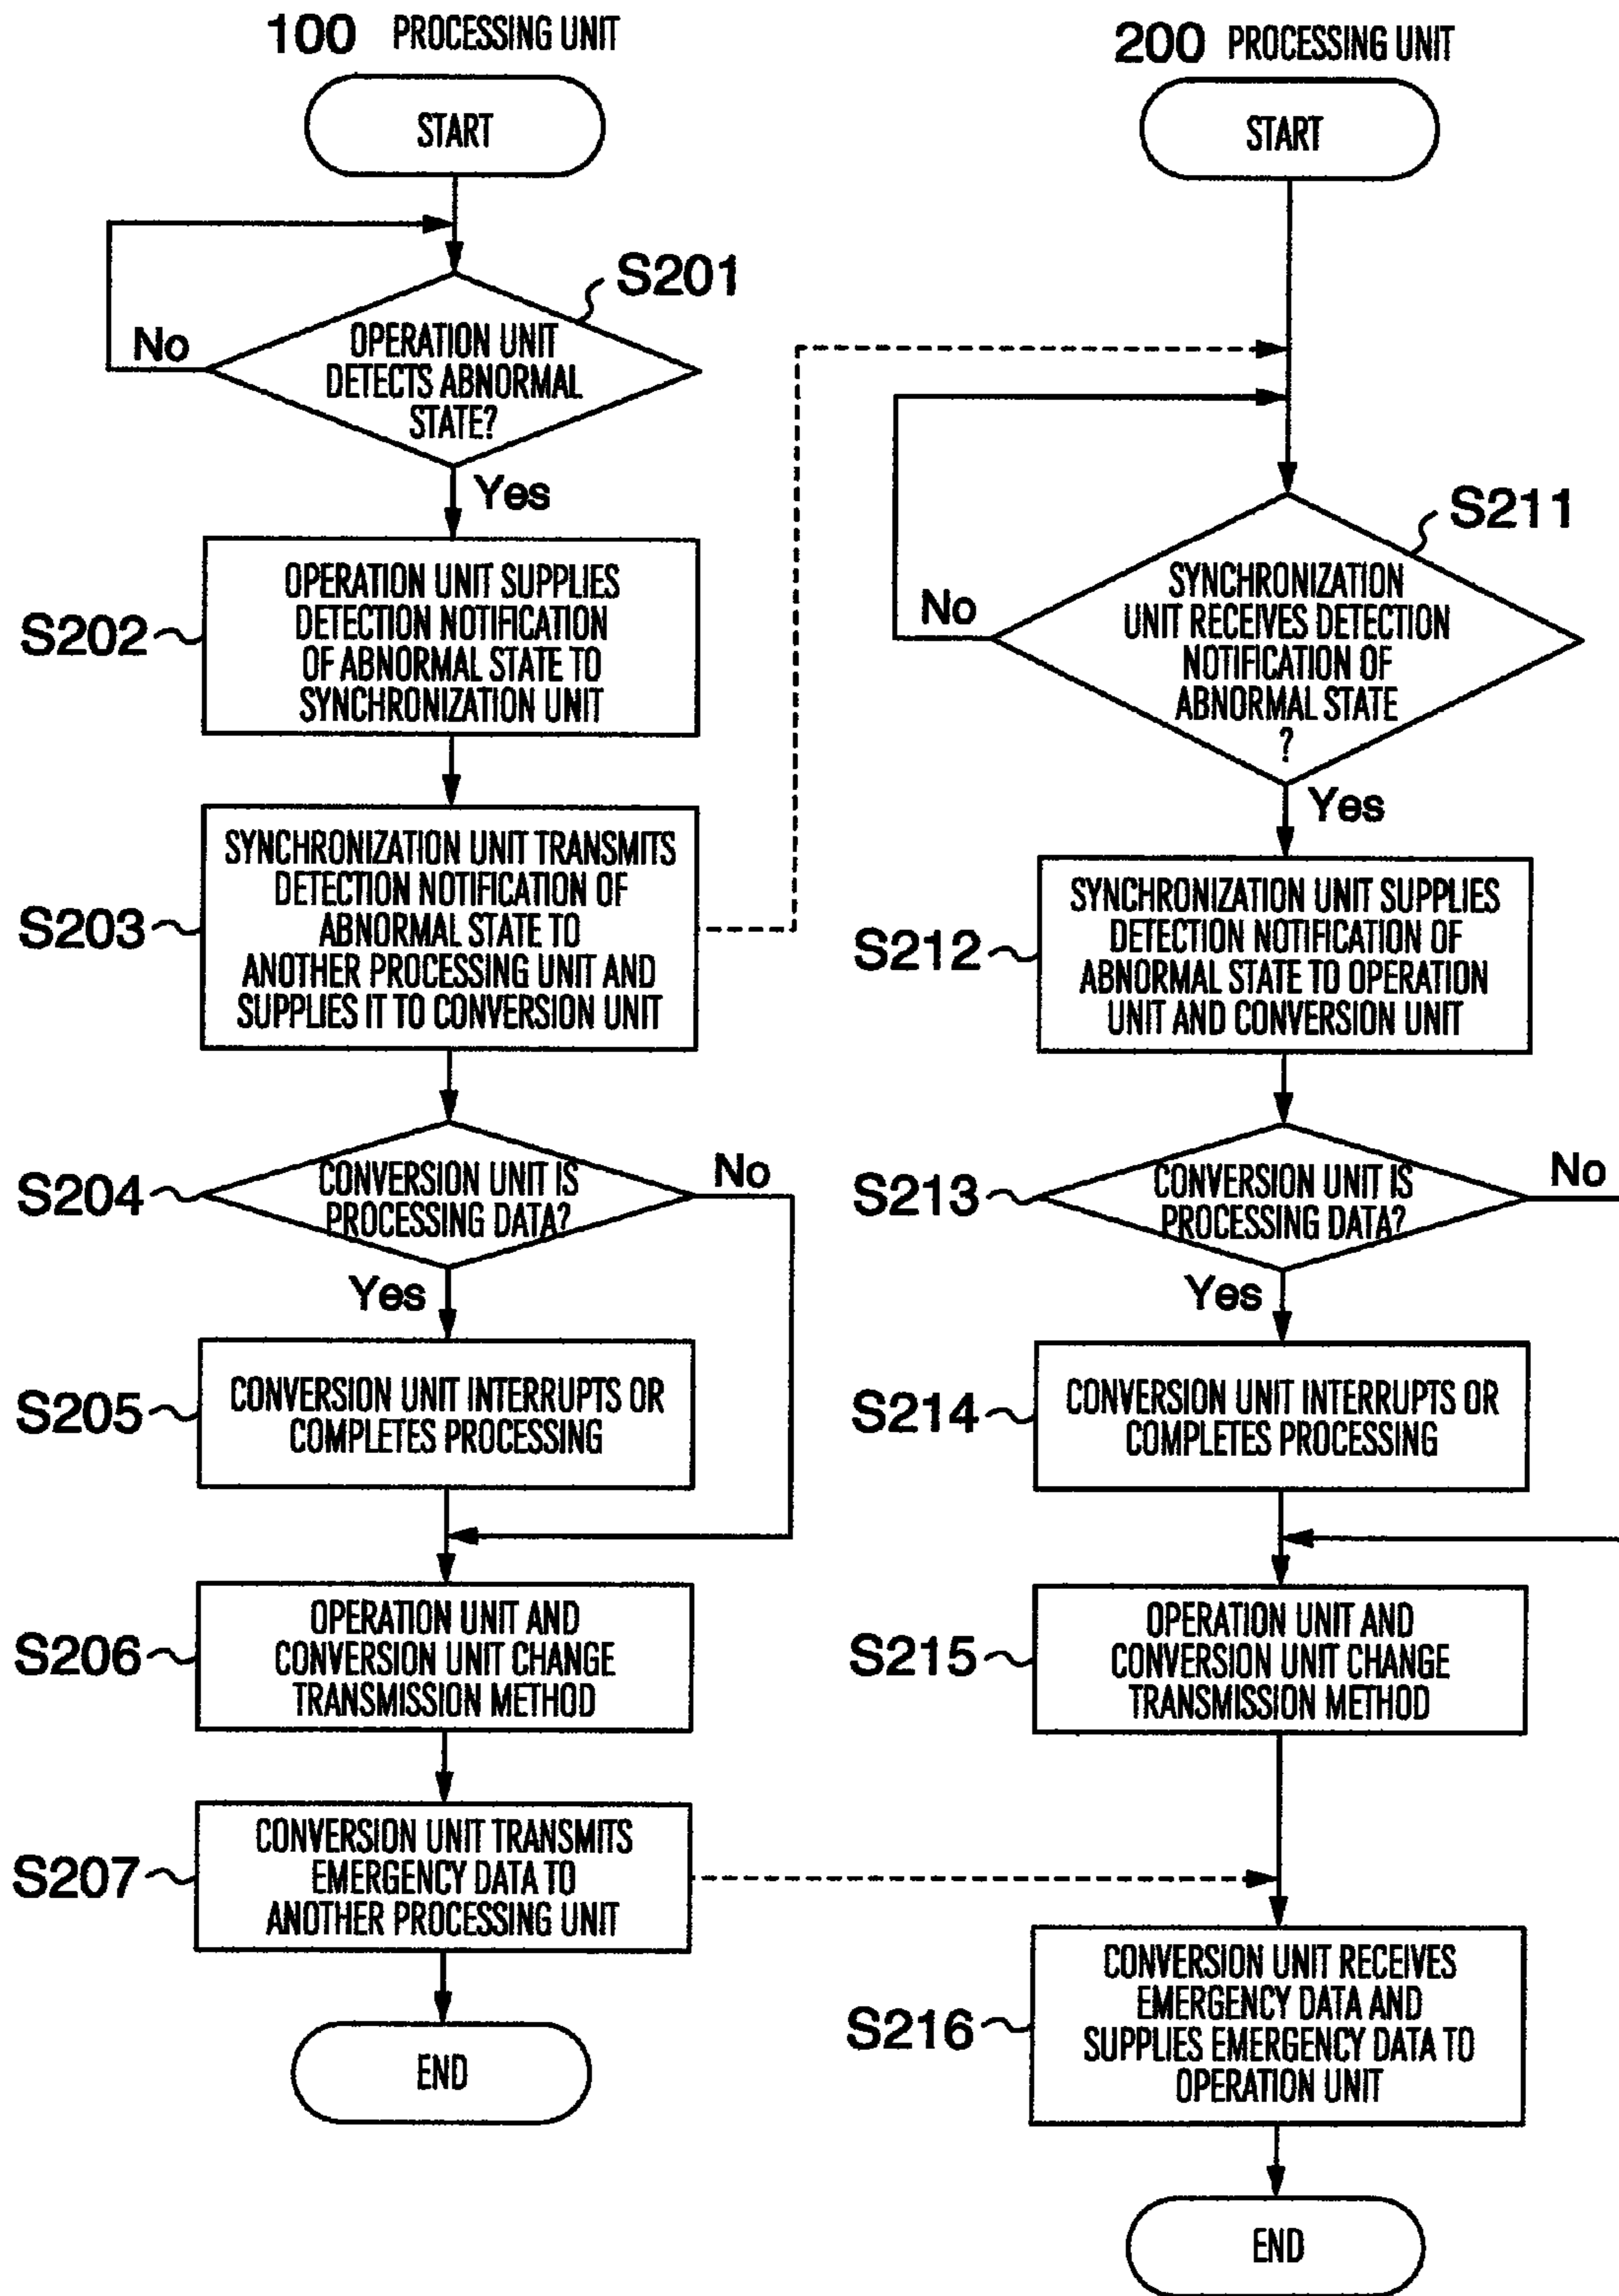 100 PROCESSING UNIT
START
S201
OPERATION UNIT
DETECTS ABNORMAL
STATE?
No
Yes
S202
OPERATION UNIT SUPPLIES
DETECTION NOTIFICATION
OF ABNORMAL STATE TO
SYNCHRONIZATION UNIT
S203
SYNCHRONIZATION UNIT TRANSMITS
DETECTION NOTIFICATION OF
ABNORMAL STATE TO
ANOTHER PROCESSING UNIT AND
SUPPLIES IT TO CONVERSION UNIT
S204
CONVERSION UNIT IS
PROCESSING DATA?
No
Yes
S205
CONVERSION UNIT INTERRUPTS OR
COMPLETES PROCESSING
S206
OPERATION UNIT AND
CONVERSION UNIT CHANGE
TRANSMISSION METHOD
S207
CONVERSION UNIT TRANSMITS
EMERGENCY DATA TO
ANOTHER PROCESSING UNIT
END
200 PROCESSING UNIT
START
S211
SYNCHRONIZATION
UNIT RECEIVES DETECTION
NOTIFICATION OF
ABNORMAL STATE
?
No
Yes
S212
SYNCHRONIZATION UNIT SUPPLIES
DETECTION NOTIFICATION OF
ABNORMAL STATE TO OPERATION
UNIT AND CONVERSION UNIT
S213
CONVERSION UNIT IS
PROCESSING DATA?
No
Yes
S214
CONVERSION UNIT INTERRUPTS OR
COMPLETES PROCESSING
S215
OPERATION UNIT AND
CONVERSION UNIT CHANGE
TRANSMISSION METHOD
S216
CONVERSION UNIT RECEIVES
EMERGENCY DATA AND
SUPPLIES EMERGENCY DATA TO
OPERATION UNIT
END